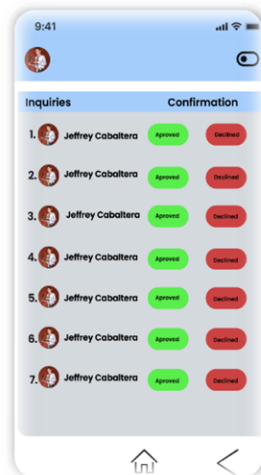 9:41
Inquiries Confirmation
1. Jeffrey Cabaltera Aproved Declined
2. Jeffrey Cabaltera Aproved Declined
3. Jeffrey Cabaltera Aproved Declined
4. Jeffrey Cabaltera Aproved Declined
5. Jeffrey Cabaltera Aproved Declined
6. Jeffrey Cabaltera Aproved Declined
7. Jeffrey Cabaltera Aproved Declined